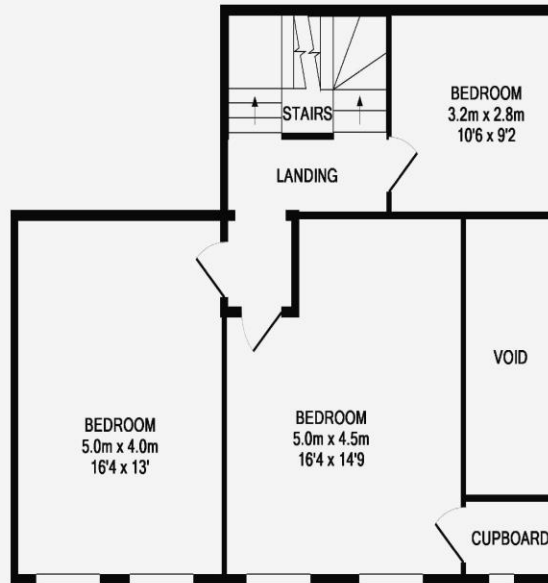 BEDROOM
3.2m x 2.8m
10'6 x 9'2
STAIRS
LANDING
VOID
BEDROOM
5.0m x 4.0m
16'4 x 13'
BEDROOM
5.0m x 4.5m
16'4 x 14'9
CUPBOARD